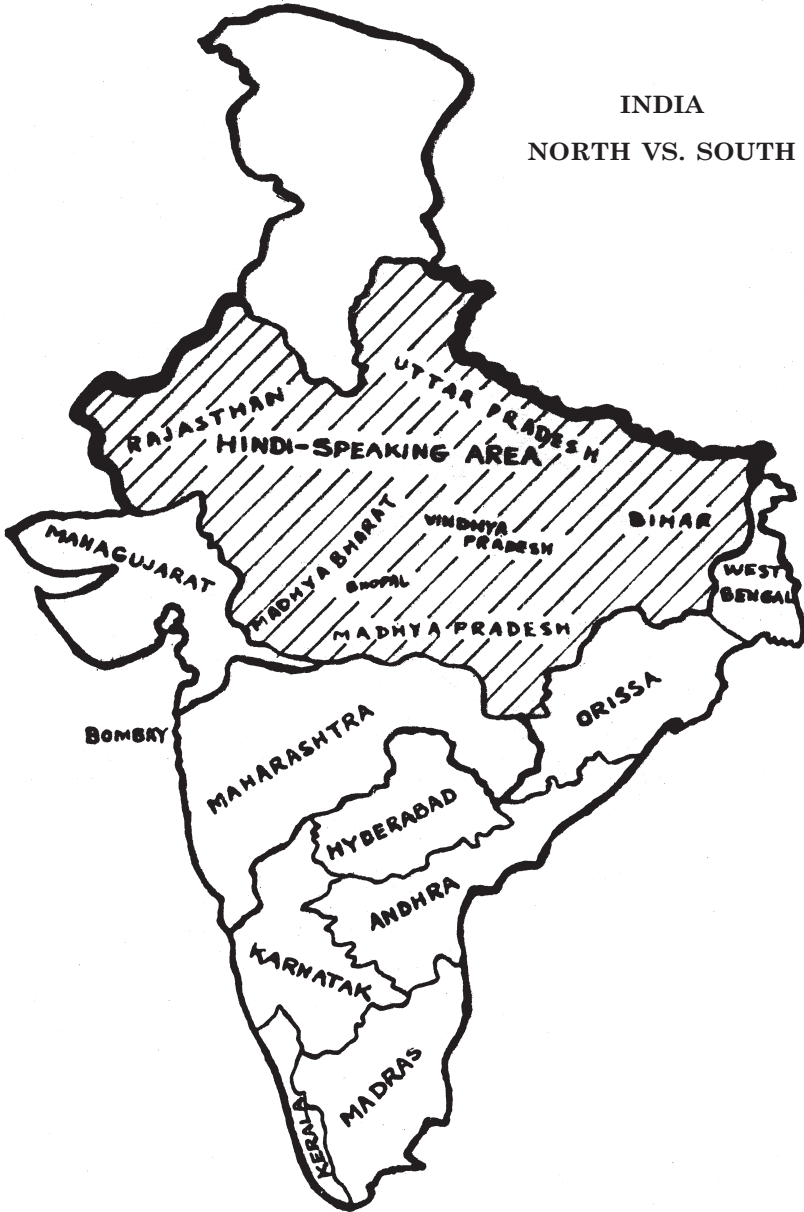 INDIA
NORTH VS. SOUTH
UTTAR PRADESH
RAJASTHAN
HINDI-SPEAKING AREA
MADHYA BHARAT
VINDHYA
PRADESH
BIHAR
MAHAGUJARAT
WEST
BENGAL
BHOPAL
MADHYA PRADESH
ORISSA
BOMBAY
MAHARASHTRA
HYDERABAD
ANDHRA
KARNATAK
MADRAS
KERALA